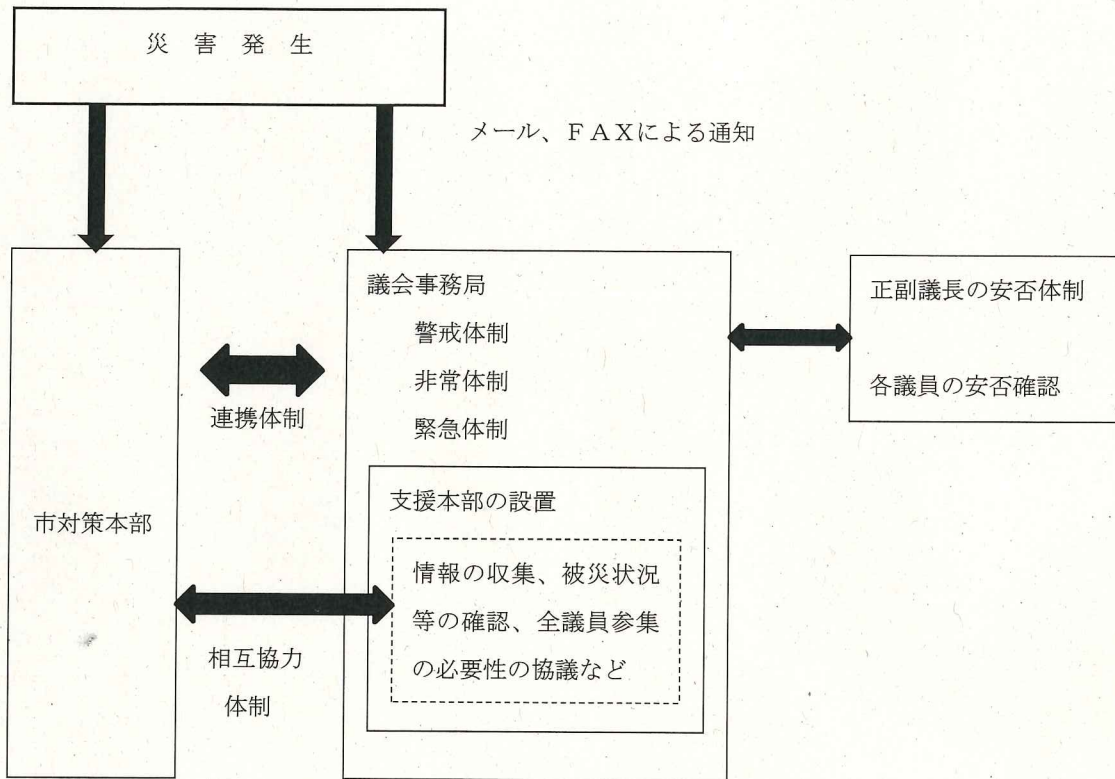 災害発生
メール、ＦＡＸによる通知
議会事務局
警戒体制
非常体制
緊急体制
正副議長の安否体制
各議員の安否確認
連携体制
市対策本部
支援本部の設置
情報の収集、被災状況
等の確認、全議員参集
の必要性の協議など
相互協力
体制